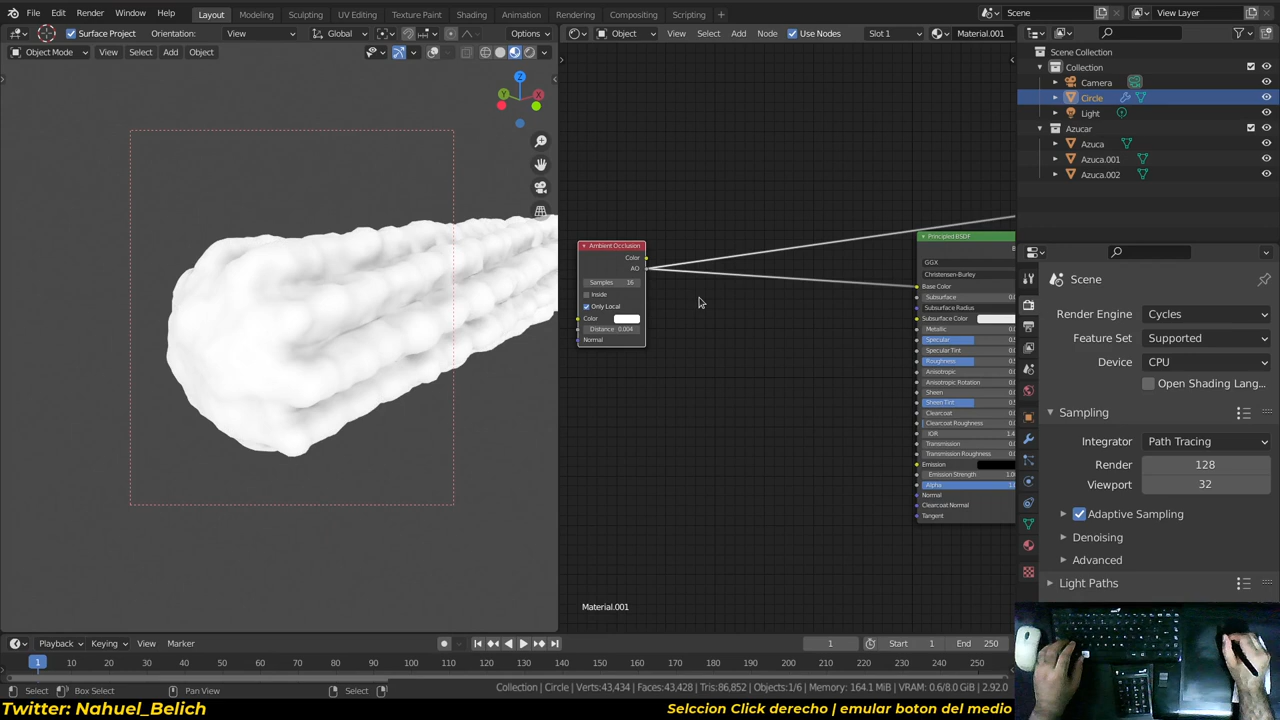 File Edit Render Window Help Layout Modeling Sculpting UV Editing Texture Paint Shading Animation Rendering Compositing Scripting + Scene View Layer
Surface Project Orientation: View Global Options Object View Select Add Node Use Nodes Slot 1 Material.001
Object Mode View Select Add Object
Scene Collection
Collection
Camera
Circle
Light
Azucar
Azuca
Azuca.001
Azuca.002
Z
Y X
Ambient Occlusion
Color
AO
Samples 16
Inside
Only Local
Color
Distance 0.004
Normal
Principled BSDF
GGX
Christensen-Burley
Base Color
Subsurface
Subsurface Radius
Subsurface Color
Metallic
Specular
Specular Tint
Roughness
Anisotropic
Anisotropic Rotation
Sheen
Sheen Tint
Clearcoat
Clearcoat Roughness
IOR
Transmission
Transmission Roughness
Emission
Emission Strength
Alpha
Normal
Clearcoat Normal
Tangent
Material.001
Scene
Render Engine Cycles
Feature Set Supported
Device CPU
Open Shading Lang...
Sampling
Integrator Path Tracing
Render 128
Viewport 32
Adaptive Sampling
Denoising
Advanced
Light Paths
Playback Keying View Marker 1 Start 1 End 250
1 10 20 30 40 50 60 70 80 90 100 110 120 130 140 150 160 170 180 190 200 210 220 230 240 250
Select Box Select Pan View Select Box Select Collection | Circle | Verts:43,434 | Faces:43,428 | Tris:86,852 | Objects:1/6 | Memory: 164.1 MiB | VRAM: 0.6/8.0 GiB | 2.92.0
Twitter: Nahuel_Belich Selccion Click derecho | emular boton del medio